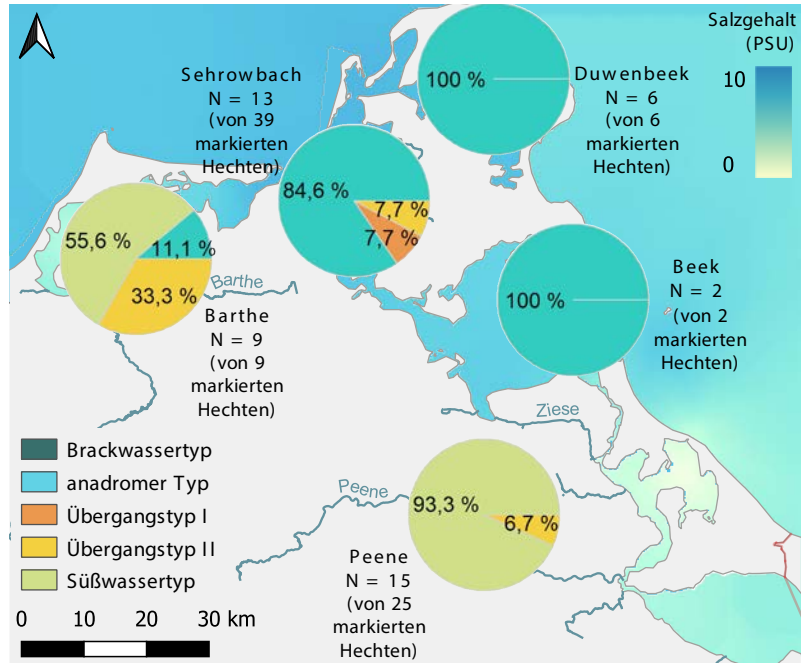 Salzgehalt
(PSU)
10
0
Sehrowbach
N = 13
(von 39
markierten
Hechten)
100 %
Duwenbeek
N = 6
(von 6
markierten
Hechten)
84,6 %
7,7 %
7,7 %
55,6 %
11,1 %
33,3 %
Barthe
Barthe
N = 9
(von 9
markierten
Hechten)
100 %
Beek
N = 2
(von 2
markierten
Hechten)
Ziese
Peene
93,3 %
6,7 %
Peene
N = 15
(von 25
markierten
Hechten)
Brackwassertyp
anadromer Typ
Übergangstyp I
Übergangstyp II
Süßwassertyp
0 10 20 30 km